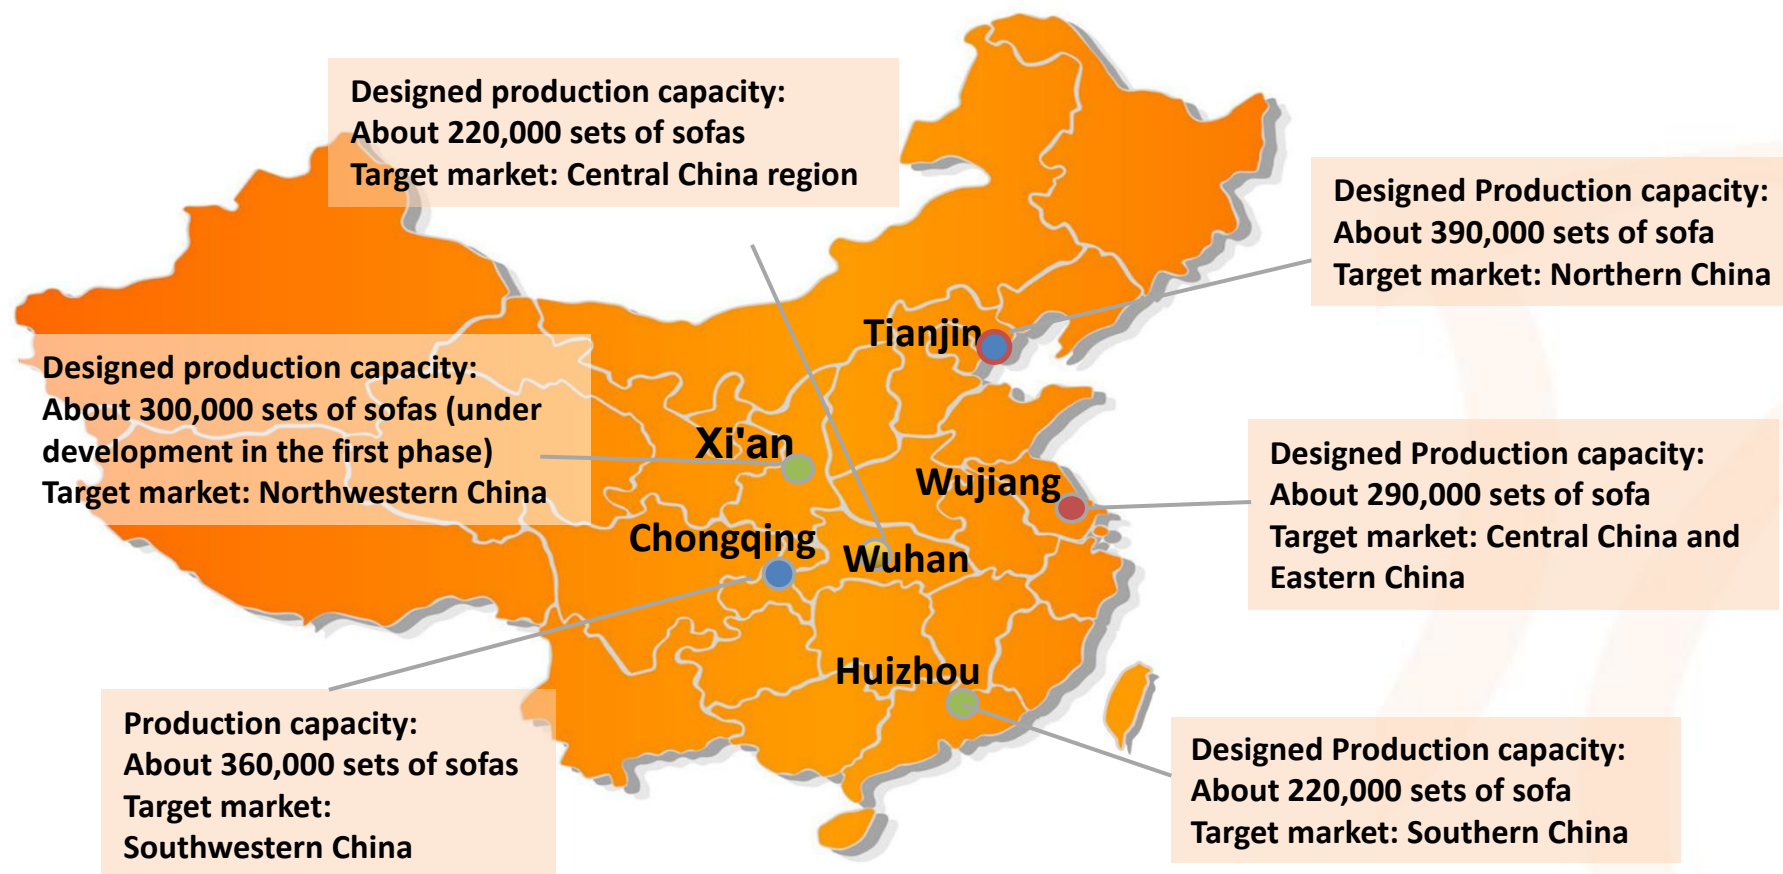 Designed production capacity:
About 220,000 sets of sofas
Target market: Central China region
Designed Production capacity:
About 390,000 sets of sofa
Target market: Northern China
Tianjin
Designed production capacity:
About 300,000 sets of sofas (under
development in the first phase)
Target market: Northwestern China
Xi'an
Wujiang
Designed Production capacity:
About 290,000 sets of sofa
Target market: Central China and
Eastern China
Chongqing
Wuhan
Huizhou
Production capacity:
About 360,000 sets of sofas
Target market:
Southwestern China
Designed Production capacity:
About 220,000 sets of sofa
Target market: Southern China